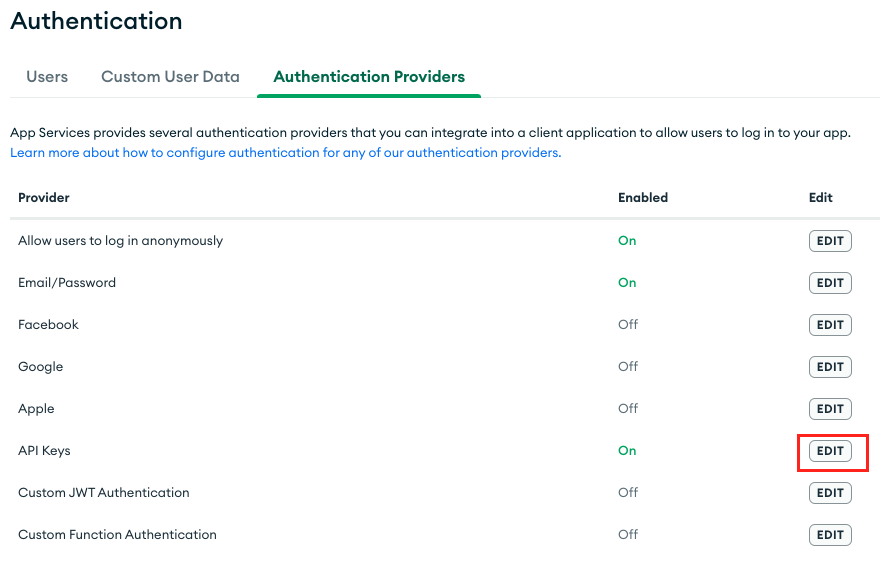 Authentication
Users Custom User Data Authentication Providers
App Services provides several authentication providers that you can integrate into a client application to allow users to log in to your app.
Learn more about how to configure authentication for any of our authentication providers.
Provider Enabled Edit
Allow users to log in anonymously On EDIT
Email/Password On EDIT
Facebook Off EDIT
Google Off EDIT
Apple Off EDIT
API Keys On EDIT
Custom JWT Authentication Off EDIT
Custom Function Authentication Off EDIT